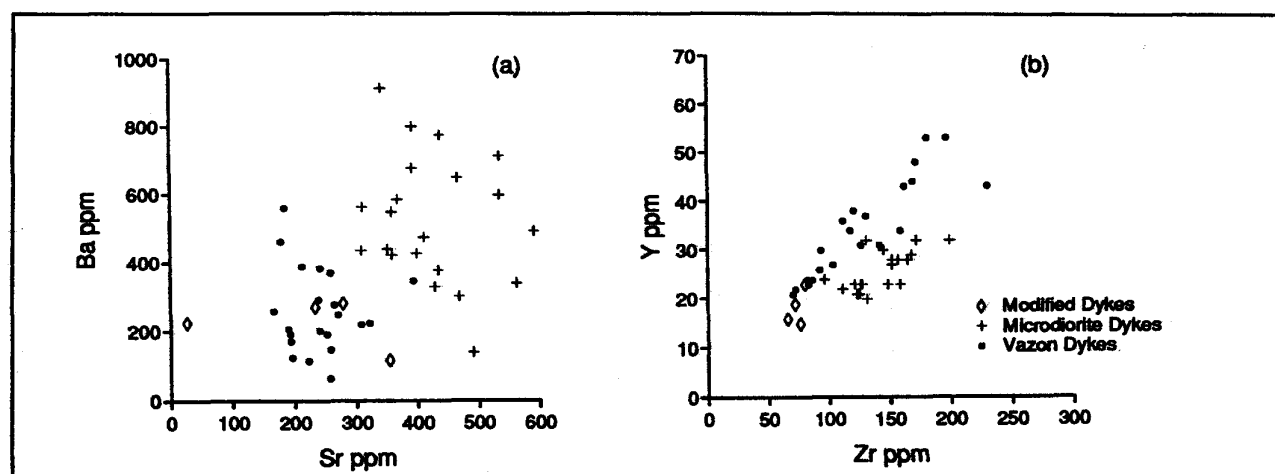 (a)
1000
800
600
400
200
0
Ba ppm
0 100 200 300 400 500 600
Sr ppm
(b)
70
60
50
40
30
20
10
0
Y ppm
0 50 100 150 200 250 300
Zr ppm
Modified Dykes
Microdiorite Dykes
Vazon Dykes